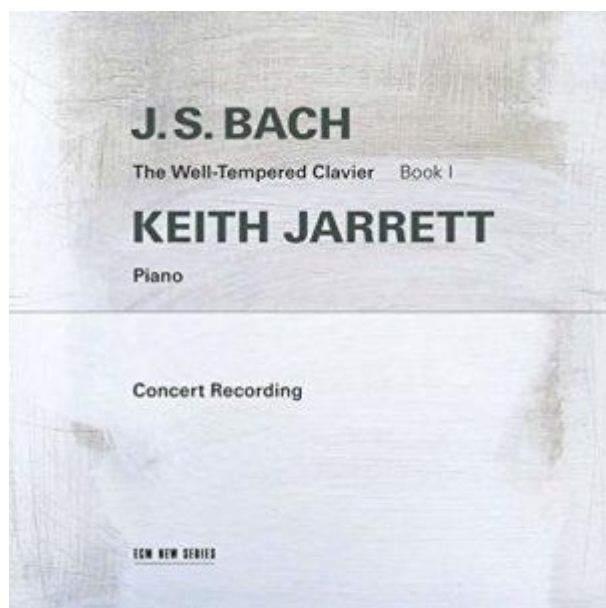 J. S. BACH
The Well-Tempered Clavier Book I
KEITH JARRETT
Piano
Concert Recording
ECM NEW SERIES